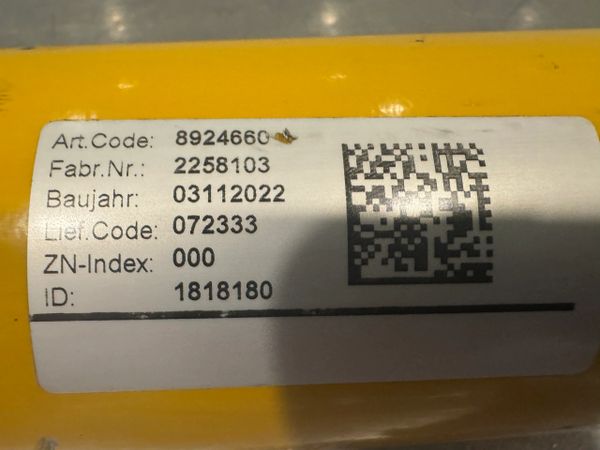 Art.Code: 8924660
Fabr.Nr.: 2258103
Baujahr: 03112022
Lief.Code: 072333
ZN-Index: 000
ID: 1818180